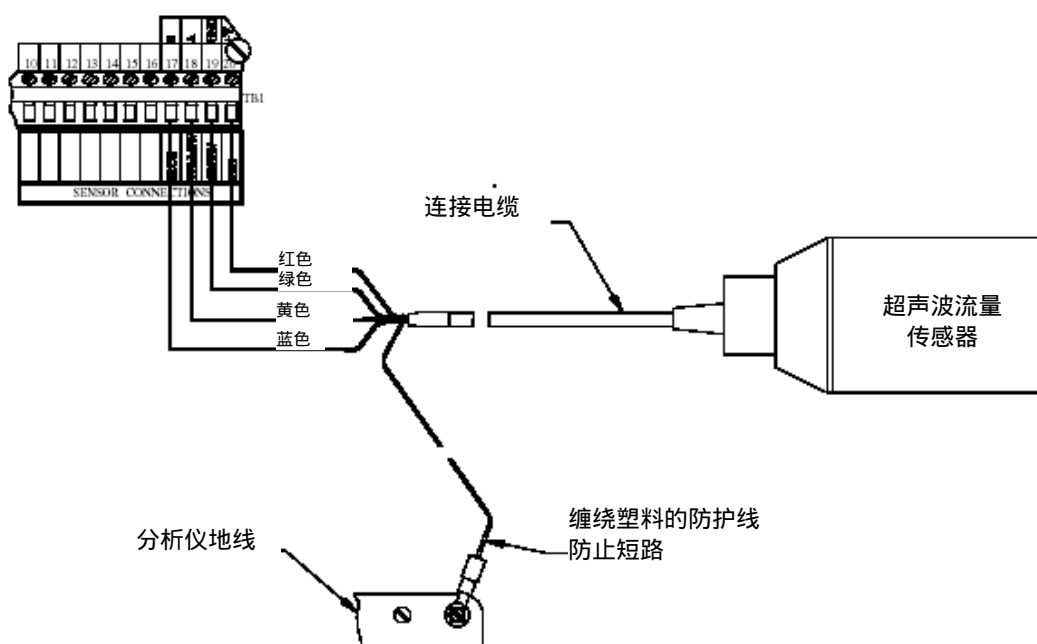 B A GND
10 11 12 13 14 15 16 17 18 19 20
TB1
SENSOR CONNECTIONS
连接电缆
红色
绿色
黄色
蓝色
超声波流量
传感器
分析仪地线
缠绕塑料的防护线
防止短路